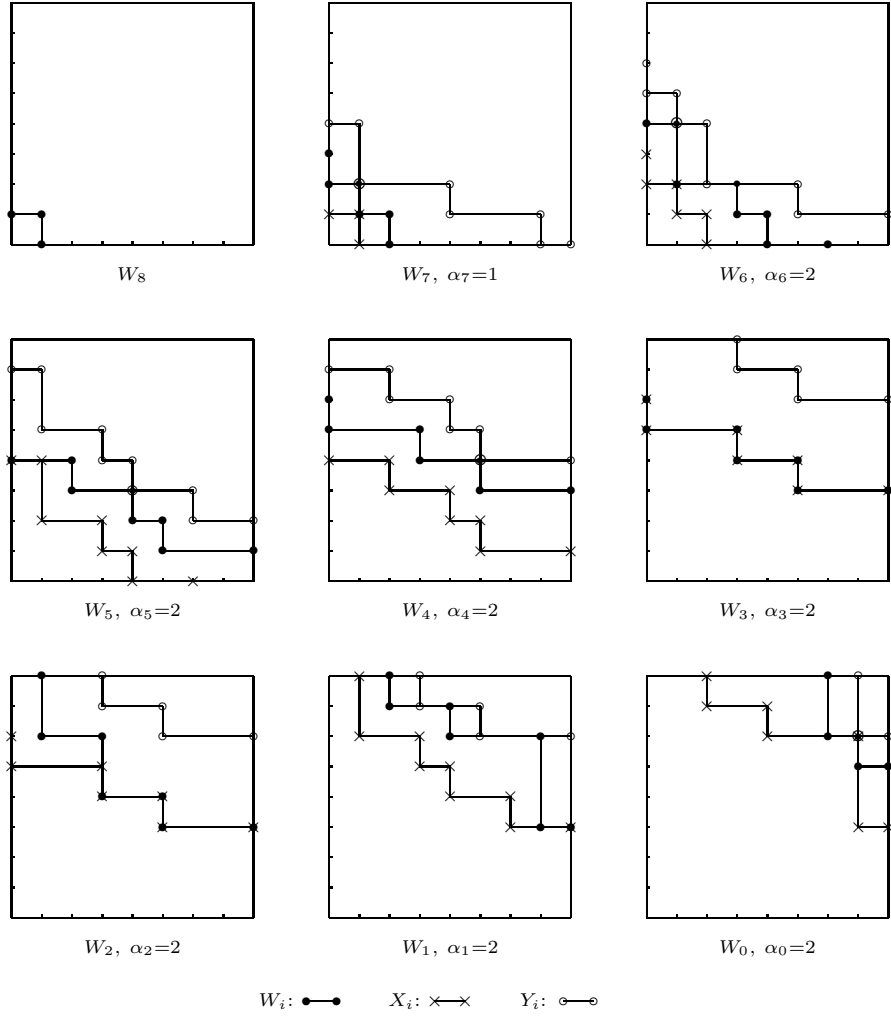 W₈ W₇, α₇=1 W₆, α₆=2
W₅, α₅=2 W₄, α₄=2 W₃, α₃=2
W₂, α₂=2 W₁, α₁=2 W₀, α₀=2
Wᵢ: Xᵢ: Yᵢ: